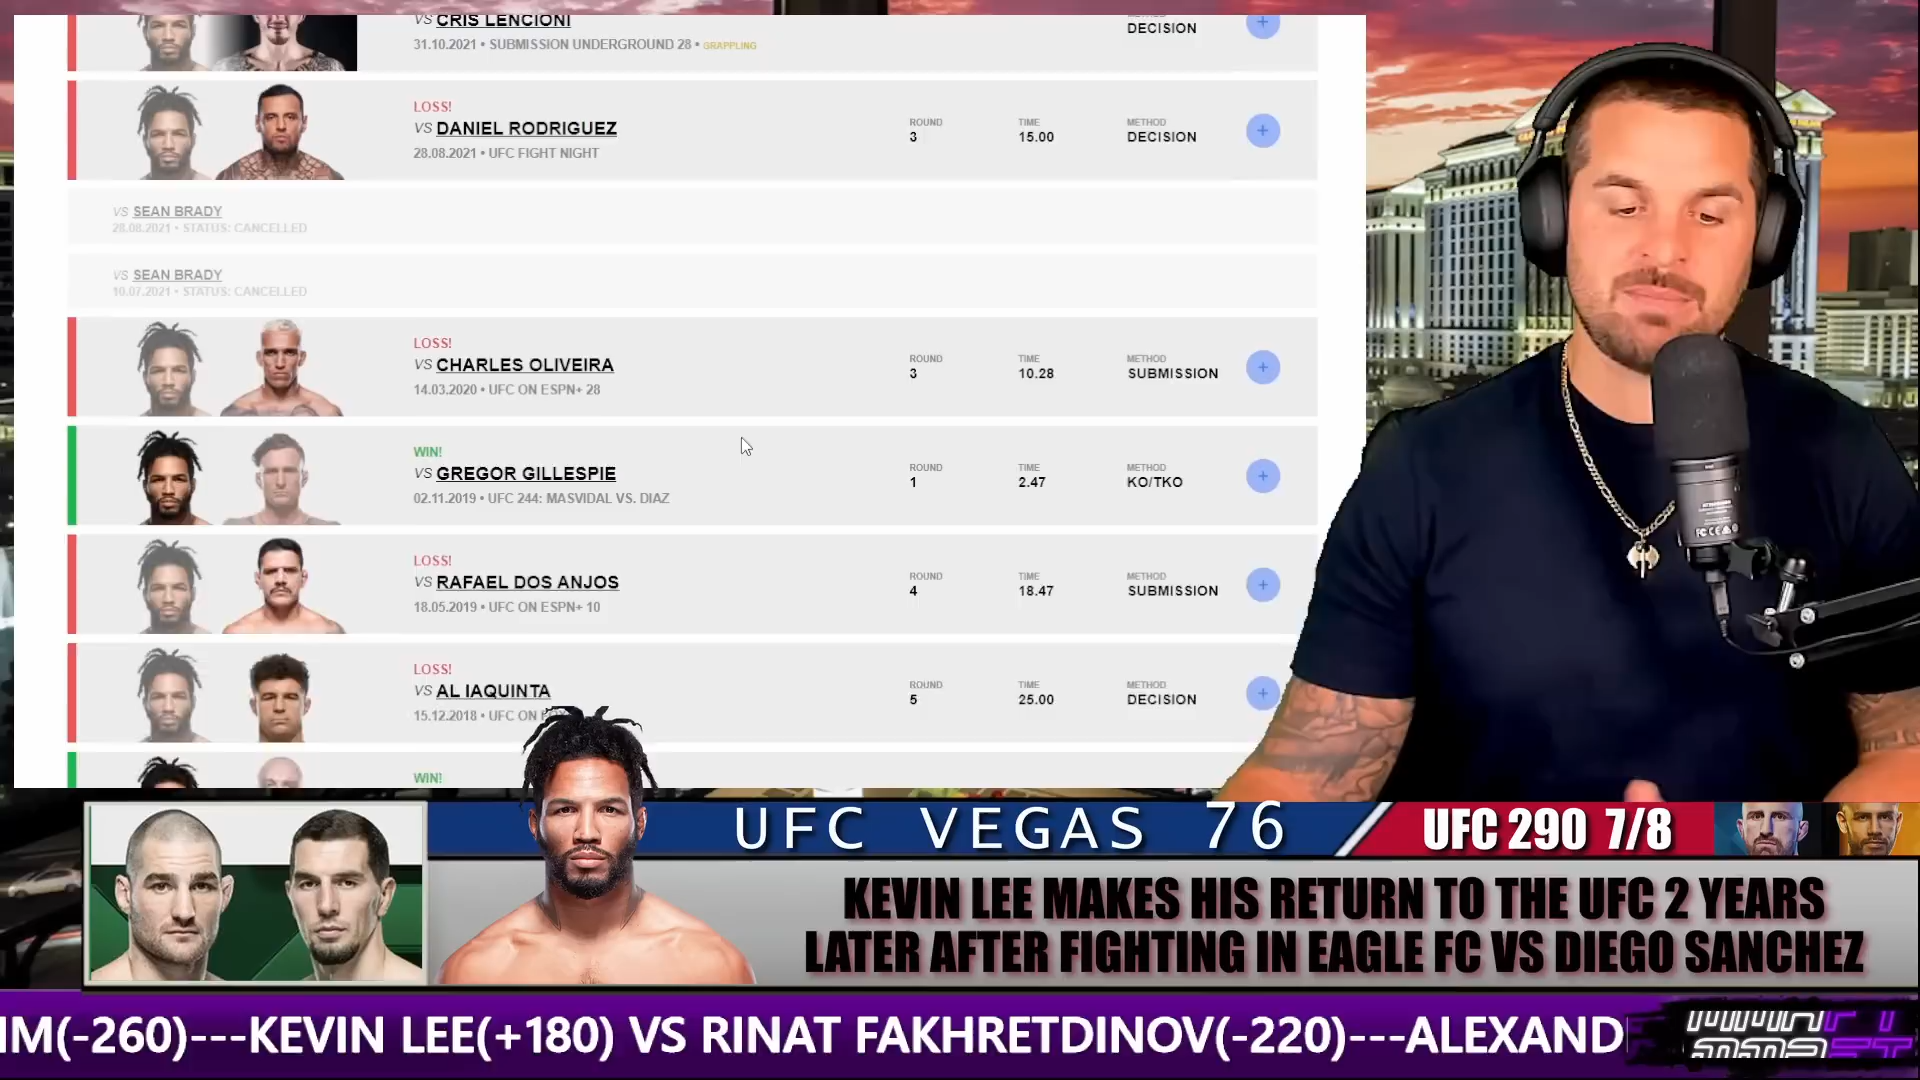 VS CRIS LENCIONI
31.10.2021 • SUBMISSION UNDERGROUND 28 • GRAPPLING
DECISION
LOSS!
VS DANIEL RODRIGUEZ
28.08.2021 • UFC FIGHT NIGHT
ROUND
3
TIME
15.00
METHOD
DECISION
VS SEAN BRADY
28.08.2021 • STATUS: CANCELLED
VS SEAN BRADY
10.07.2021 • STATUS: CANCELLED
LOSS!
VS CHARLES OLIVEIRA
14.03.2020 • UFC ON ESPN+ 28
ROUND
3
TIME
10.28
METHOD
SUBMISSION
WIN!
VS GREGOR GILLESPIE
02.11.2019 • UFC 244: MASVIDAL VS. DIAZ
ROUND
1
TIME
2.47
METHOD
KO/TKO
LOSS!
VS RAFAEL DOS ANJOS
18.05.2019 • UFC ON ESPN+ 10
ROUND
4
TIME
18.47
METHOD
SUBMISSION
LOSS!
VS AL IAQUINTA
15.12.2018 • UFC ON
ROUND
5
TIME
25.00
METHOD
DECISION
WIN!
UFC VEGAS 76
UFC 290 7/8
KEVIN LEE MAKES HIS RETURN TO THE UFC 2 YEARS
LATER AFTER FIGHTING IN EAGLE FC VS DIEGO SANCHEZ
IM(-260)---KEVIN LEE(+180) VS RINAT FAKHRETDINOV(-220)---ALEXAND